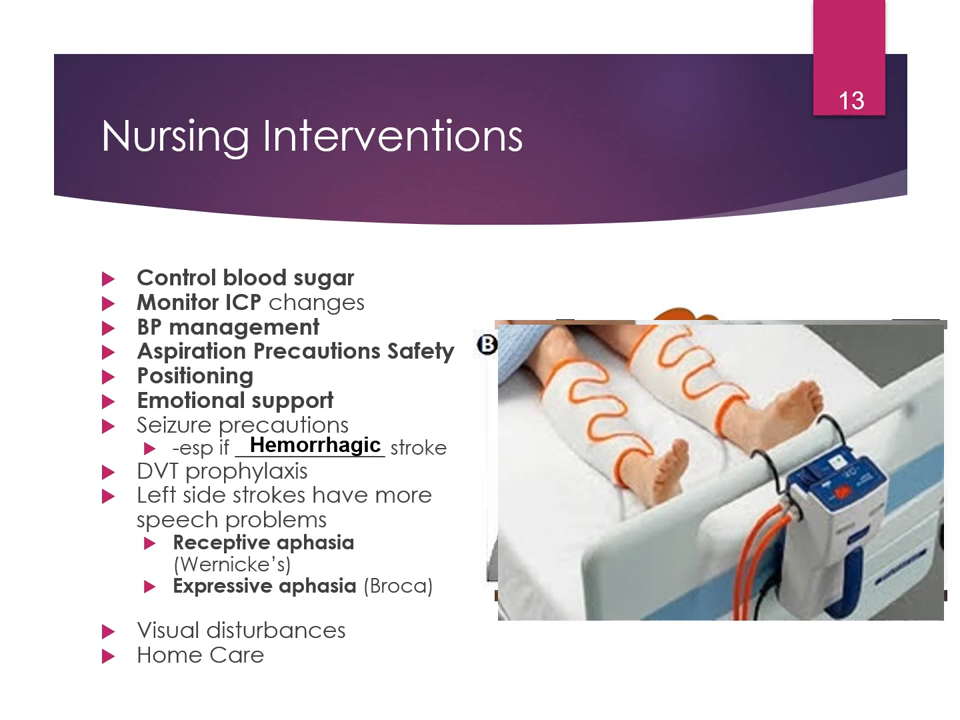 13
Nursing Interventions
Control blood sugar
Monitor ICP changes
BP management
Aspiration Precautions Safety
Positioning
Emotional support
Seizure precautions
-esp if ______________ stroke
Hemorrhagic
DVT prophylaxis
Left side strokes have more
speech problems
Receptive aphasia
(Wernicke’s)
Expressive aphasia (Broca)
Visual disturbances
Home Care
B